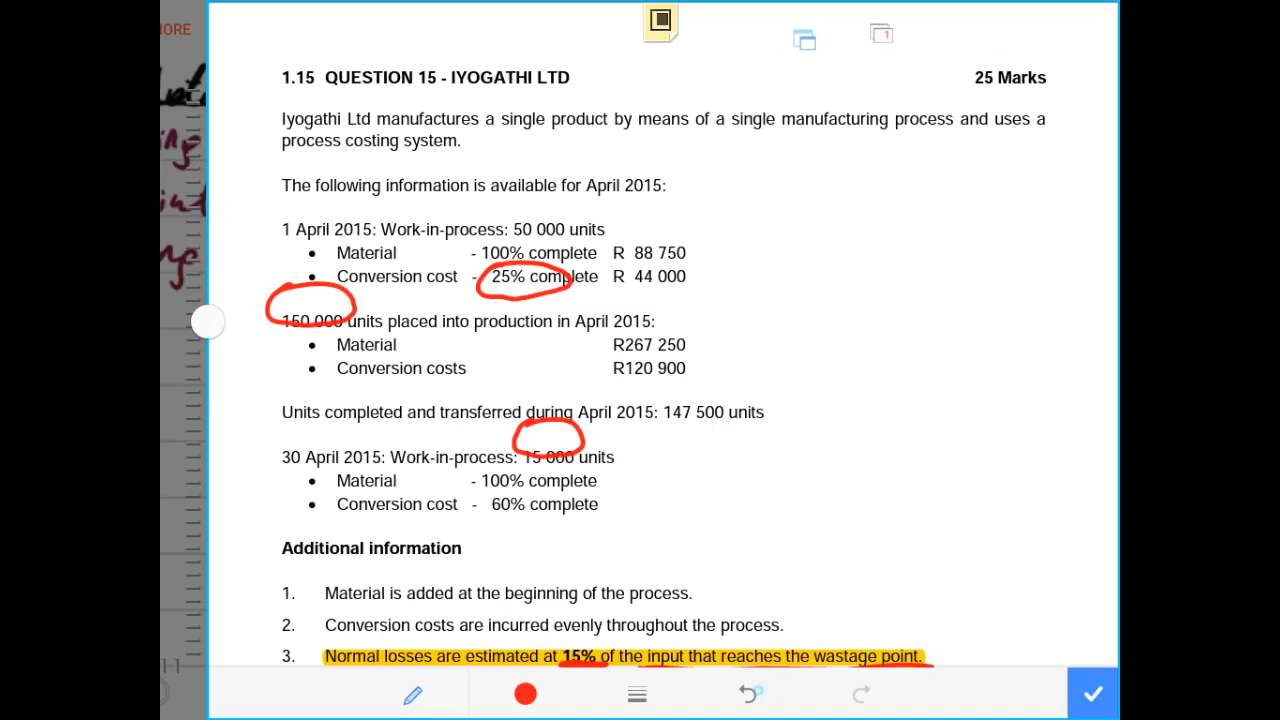 ORE
1
1.15 QUESTION 15 - IYOGATHI LTD 25 Marks
Iyogathi Ltd manufactures a single product by means of a single manufacturing process and uses a
process costing system.
The following information is available for April 2015:
1 April 2015: Work-in-process: 50 000 units
• Material - 100% complete R 88 750
• Conversion cost - 25% complete R 44 000
150 000 units placed into production in April 2015:
• Material R267 250
• Conversion costs R120 900
Units completed and transferred during April 2015: 147 500 units
30 April 2015: Work-in-process: 15 000 units
• Material - 100% complete
• Conversion cost - 60% complete
Additional information
1. Material is added at the beginning of the process.
2. Conversion costs are incurred evenly throughout the process.
3. Normal losses are estimated at 15% of the input that reaches the wastage point.